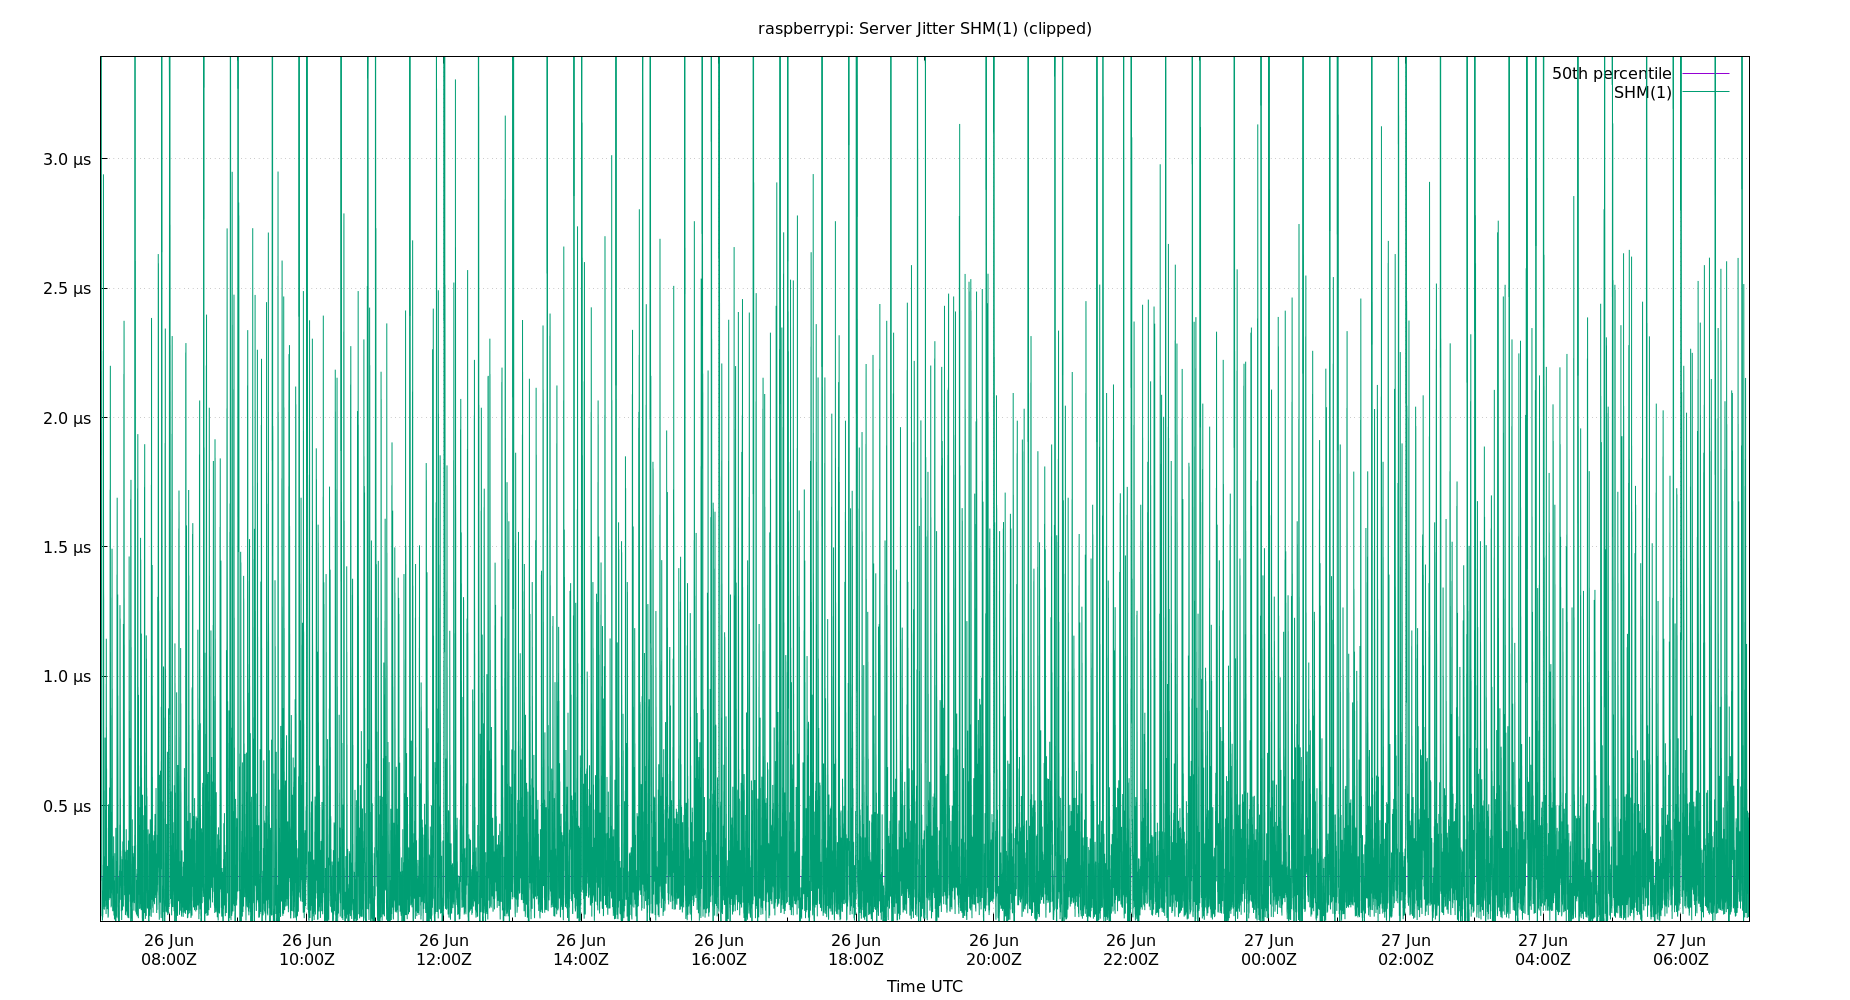 raspberrypi: Server Jitter SHM(1) (clipped)
50th percentile
SHM(1)
3.0 µs
2.5 µs
2.0 µs
1.5 µs
1.0 µs
0.5 µs
26 Jun 26 Jun 26 Jun 26 Jun 26 Jun 26 Jun 26 Jun 26 Jun 27 Jun 27 Jun 27 Jun 27 Jun
08:00Z 10:00Z 12:00Z 14:00Z 16:00Z 18:00Z 20:00Z 22:00Z 00:00Z 02:00Z 04:00Z 06:00Z
Time UTC